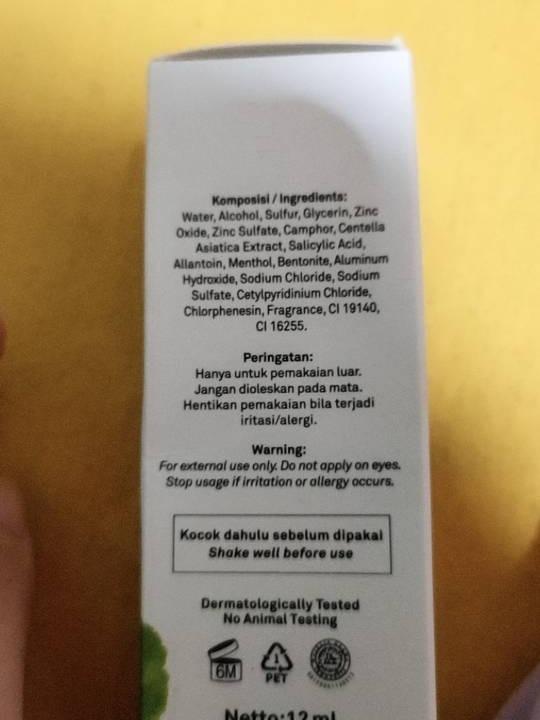 Komposisi / Ingredients:
Water, Alcohol, Sulfur, Glycerin, Zinc
Oxide, Zinc Sulfate, Camphor, Centella
Asiatica Extract, Salicylic Acid,
Allantoin, Menthol, Bentonite, Aluminum
Hydroxide, Sodium Chloride, Sodium
Sulfate, Cetylpyridinium Chloride,
Chlorphenesin, Fragrance, CI 19140,
CI 16255.
Peringatan:
Hanya untuk pemakaian luar.
Jangan dioleskan pada mata.
Hentikan pemakaian bila terjadi
iritasi/alergi.
Warning:
For external use only. Do not apply on eyes.
Stop usage if irritation or allergy occurs.
Kocok dahulu sebelum dipakai
Shake well before use
Dermatologically Tested
No Animal Testing
6M
1
PET
Netto: 12 ml